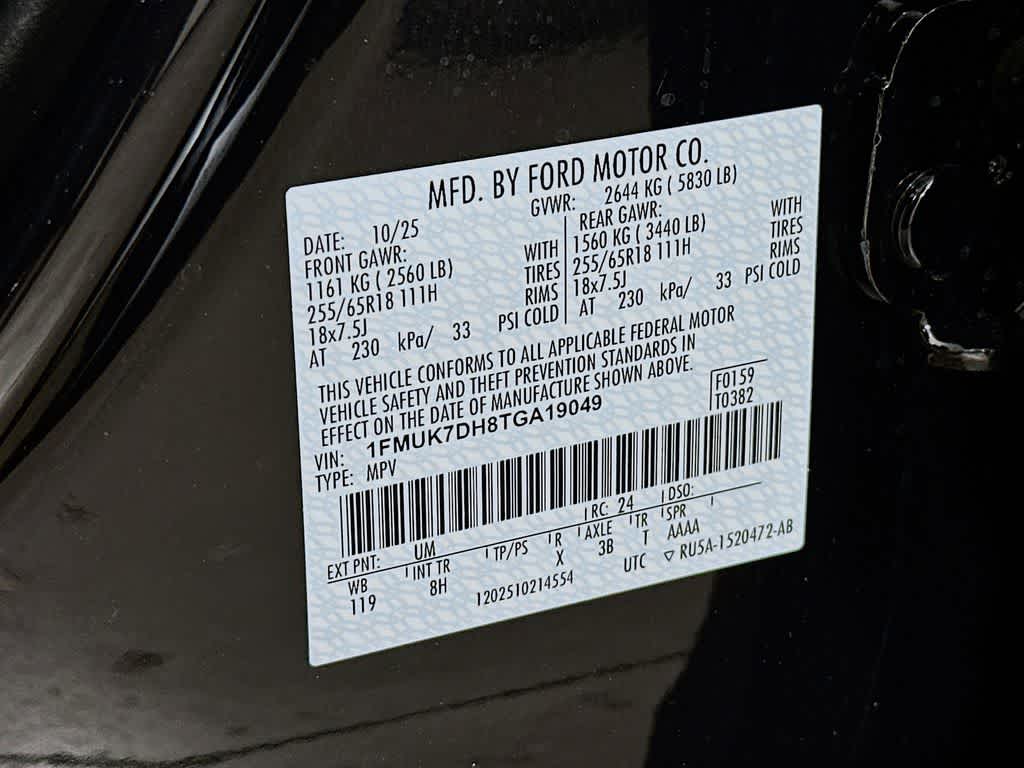 MFD. BY FORD MOTOR CO.
DATE: 10/25 GVWR: 2644 KG ( 5830 LB)
FRONT GAWR: REAR GAWR:
1161 KG ( 2560 LB) WITH 1560 KG ( 3440 LB) WITH
255/65R18 111H TIRES 255/65R18 111H TIRES
18x7.5J RIMS 18x7.5J RIMS
AT 230 kPa/ 33 PSI COLD AT 230 kPa/ 33 PSI COLD
THIS VEHICLE CONFORMS TO ALL APPLICABLE FEDERAL MOTOR
VEHICLE SAFETY AND THEFT PREVENTION STANDARDS IN
EFFECT ON THE DATE OF MANUFACTURE SHOWN ABOVE.
VIN: 1FMUK7DH8TGA19049 F0159
TYPE: MPV T0382
EXT PNT: UM RC: 24 DSO:
WB INT TR TP/PS R AXLE TR SPR
119 8H X 3B T AAAA
1202510214554 UTC ▽ RU5A-1520472-AB